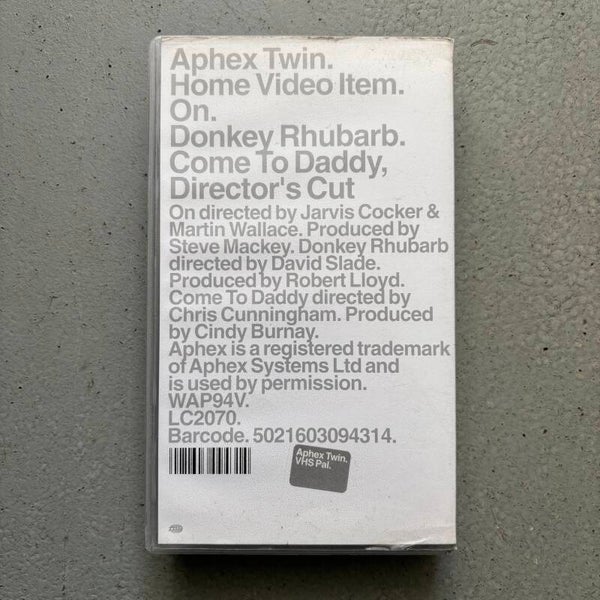 Aphex Twin.
Home Video Item.
On.
Donkey Rhubarb.
Come To Daddy,
Director's Cut
On directed by Jarvis Cocker &
Martin Wallace. Produced by
Steve Mackey. Donkey Rhubarb
directed by David Slade.
Produced by Robert Lloyd.
Come To Daddy directed by
Chris Cunningham. Produced
by Cindy Burnay.
Aphex is a registered trademark
of Aphex Systems Ltd and
is used by permission.
WAP94V.
LC2070.
Barcode. 5021603094314.
Aphex Twin.
VHS Pal.